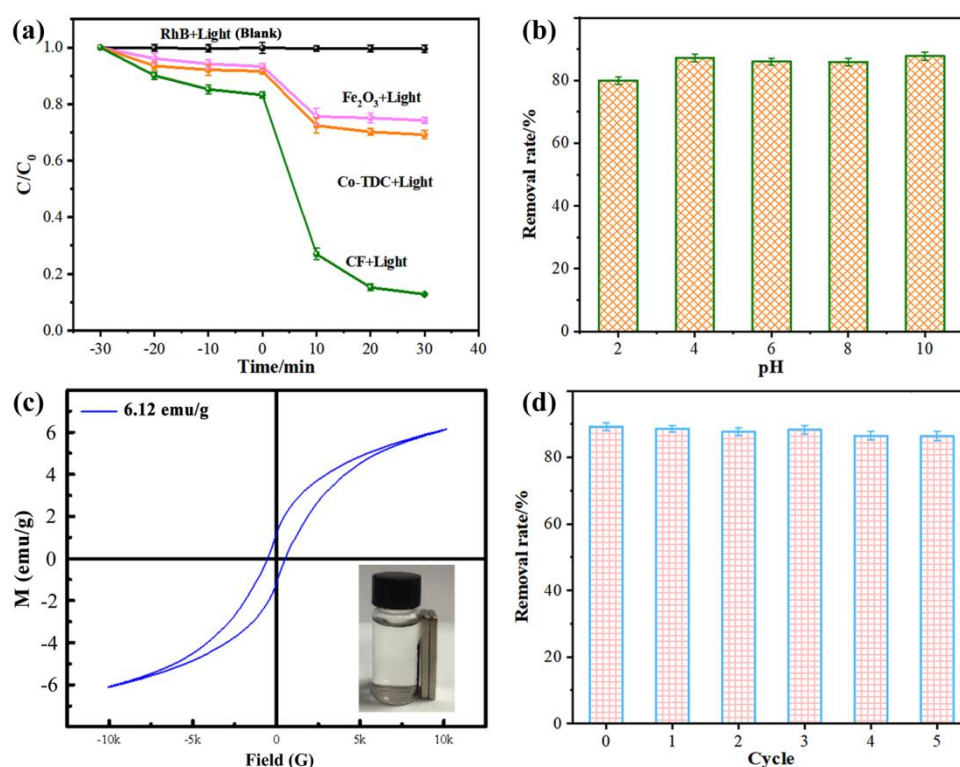 (a)
RhB+Light (Blank)
Fe₂O₃+Light
Co-TDC+Light
CF+Light
C/C₀
1.0
0.8
0.6
0.4
0.2
0.0
-30
-20
-10
0
10
20
30
40
Time/min
(b)
Removal rate/%
80
60
40
20
0
2
4
6
8
10
pH
(c)
6.12 emu/g
M (emu/g)
6
4
2
0
-2
-4
-6
-10k
-5k
0
5k
10k
Field (G)
(d)
Removal rate/%
80
60
40
20
0
0
1
2
3
4
5
Cycle